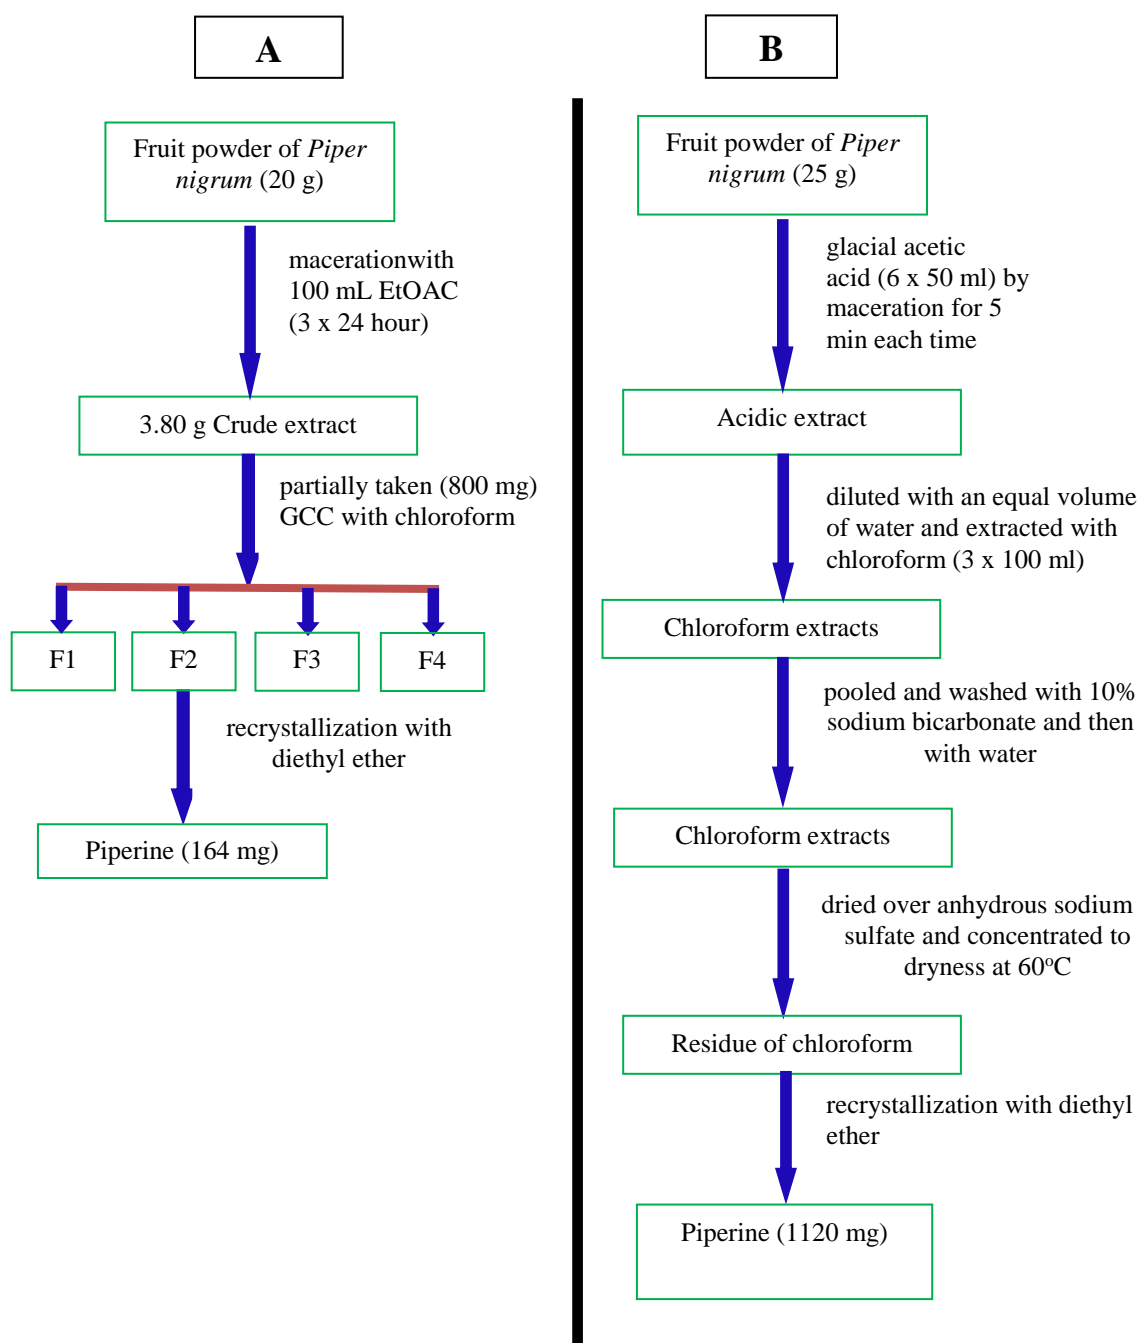 A
Fruit powder of Piper
nigrum (20 g)
macerationwith
100 mL EtOAC
(3 x 24 hour)
3.80 g Crude extract
partially taken (800 mg)
GCC with chloroform
F1
F2
F3
F4
recrystallization with
diethyl ether
Piperine (164 mg)
B
Fruit powder of Piper
nigrum (25 g)
glacial acetic
acid (6 x 50 ml) by
maceration for 5
min each time
Acidic extract
diluted with an equal volume
of water and extracted with
chloroform (3 x 100 ml)
Chloroform extracts
pooled and washed with 10%
sodium bicarbonate and then
with water
Chloroform extracts
dried over anhydrous sodium
sulfate and concentrated to
dryness at 60°C
Residue of chloroform
recrystallization with diethyl
ether
Piperine (1120 mg)